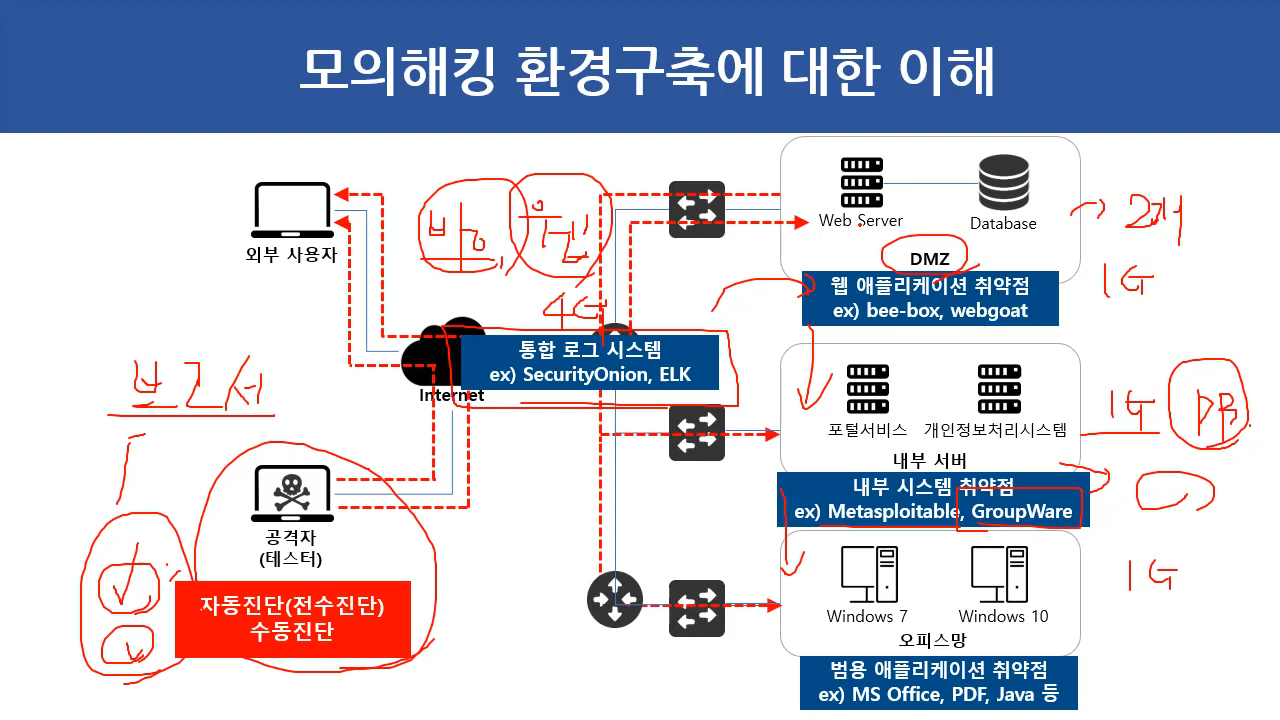 모의해킹 환경구축에 대한 이해
외부 사용자
Web Server
Database
DMZ
2개
1G
웹 애플리케이션 취약점
ex) bee-box, webgoat
4G
통합 로그 시스템
ex) SecurityOnion, ELK
Internet
보고서
포털서비스
개인정보처리시스템
내부 서버
1G
DB
내부 시스템 취약점
ex) Metasploitable, GroupWare
공격자
(테스터)
자동진단(전수진단)
수동진단
Windows 7
Windows 10
오피스망
1G
범용 애플리케이션 취약점
ex) MS Office, PDF, Java 등